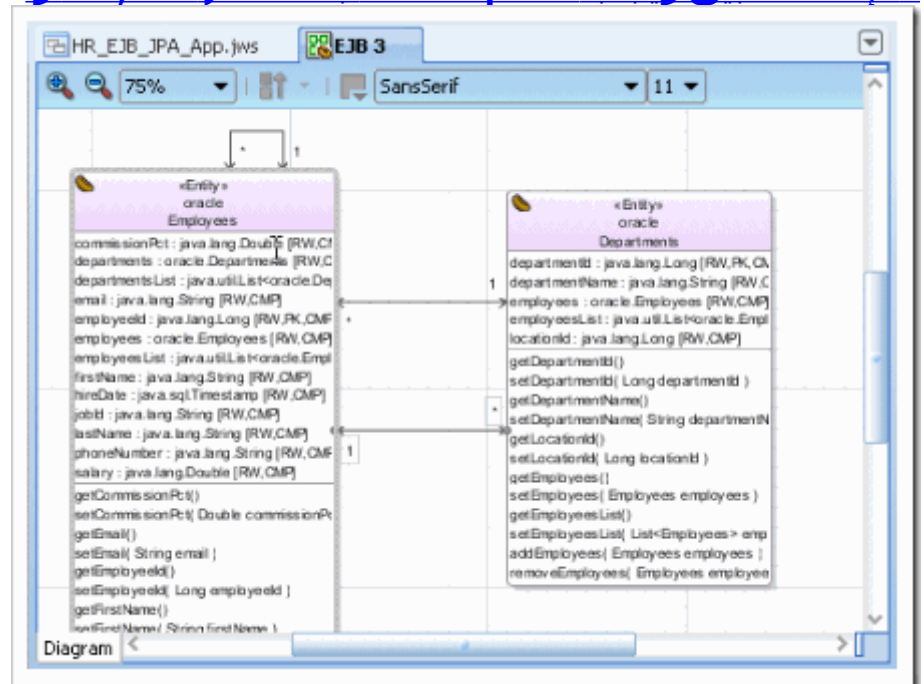 HR_EJB_JPA_App.jws
EJB 3
75%
SansSerif
11
* 1
«Entity»
oracle
Employees
commissionPct : java.lang.Double [RW,CM
departments : oracle.Departments [RW,C
departmentsList : java.util.List<oracle.Dep
email : java.lang.String [RW,CMP]
employeeId : java.lang.Long [RW,PK,CMP
employees : oracle.Employees [RW,CMP]
employeesList : java.util.List<oracle.Empl
firstName : java.lang.String [RW,CMP]
hireDate : java.sql.Timestamp [RW,CMP]
jobId : java.lang.String [RW,CMP]
lastName : java.lang.String [RW,CMP]
phoneNumber : java.lang.String [RW,CMP
salary : java.lang.Double [RW,CMP]
getCommissionPct()
setCommissionPct( Double commissionPc
getEmail()
setEmail( String email )
getEmployeeId()
setEmployeeId( Long employeeId )
getFirstName()
setFirstName( String firstName )
1
*
*
1
«Entity»
oracle
Departments
departmentId : java.lang.Long [RW,PK,CM
departmentName : java.lang.String [RW,C
employees : oracle.Employees [RW,CMP]
employeesList : java.util.List<oracle.Empl
locationId : java.lang.Long [RW,CMP]
getDepartmentId()
setDepartmentId( Long departmentId )
getDepartmentName()
setDepartmentName( String departmentN
getLocationId()
setLocationId( Long locationId )
getEmployees()
setEmployees( Employees employees )
getEmployeesList()
setEmployeesList( List<Employees> emp
addEmployees( Employees employees )
removeEmployees( Employees employee
Diagram